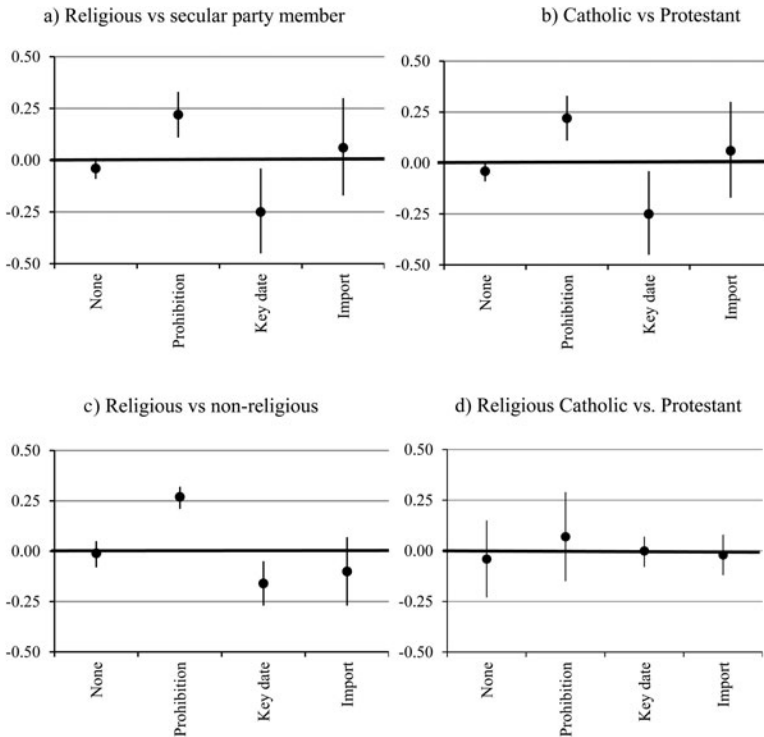 a) Religious vs secular party member
0.50
0.25
0.00
-0.25
-0.50
None
Prohibition
Key date
Import
b) Catholic vs Protestant
0.50
0.25
0.00
-0.25
-0.50
None
Prohibition
Key date
Import
c) Religious vs non-religious
0.50
0.25
0.00
-0.25
-0.50
None
Prohibition
Key date
Import
d) Religious Catholic vs. Protestant
0.50
0.25
0.00
-0.25
-0.50
None
Prohibition
Key date
Import